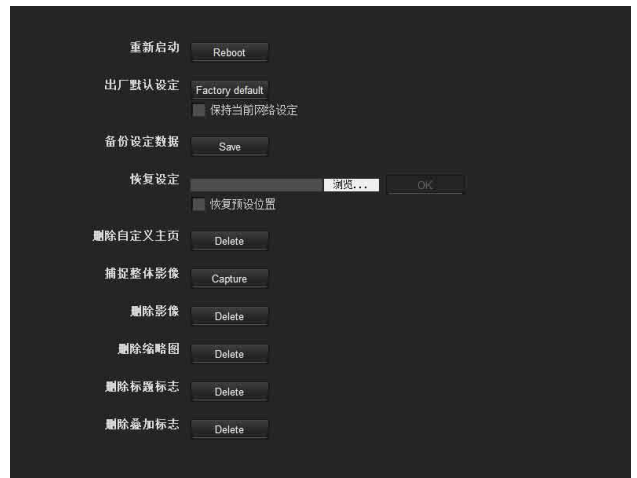 重新启动 Reboot
出厂默认设定 Factory default
保持当前网络设定
备份设定数据 Save
恢复设定 浏览... OK
恢复预设位置
删除自定义主页 Delete
捕捉整体影像 Capture
删除影像 Delete
删除缩略图 Delete
删除标题标志 Delete
删除叠加标志 Delete